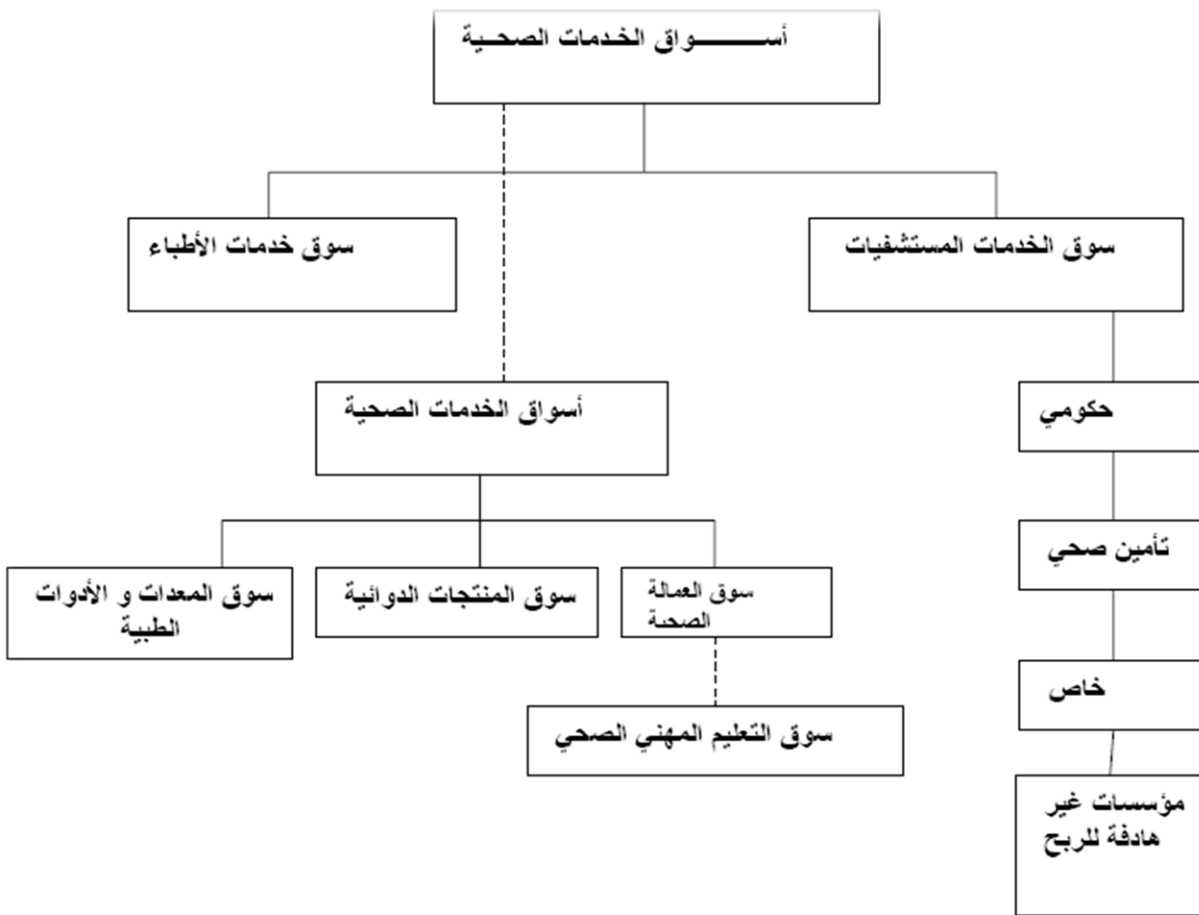 أســـــــواق الخـدمات الصحـية
سوق الخدمات المستشفيات
سوق خدمات الأطباء
أسواق الخدمات الصحية
حكومي
تأمين صحي
سوق العمالة
الصحية
سوق المنتجات الدوائية
سوق المعدات و الأدوات
الطبية
خاص
سوق التعليم المهني الصحي
مؤسسات غير
هادفة للربح